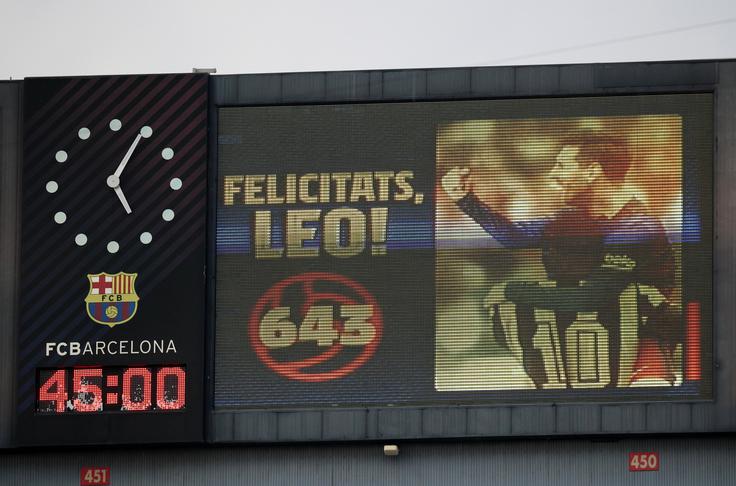 FELICITATS,
LEO!
643
10
FCB
FCBARCELONA
45:00
451
450